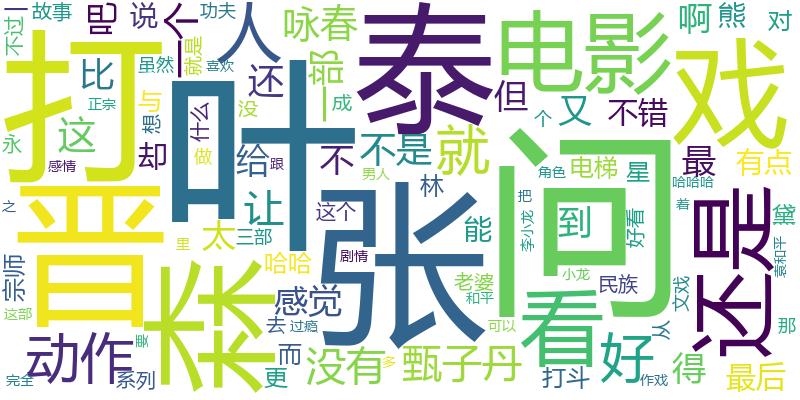 一 故事 吧 说 一个 人 功夫 咏春 泰 电影 啊 熊 对
不过 打 比 虽然 就是 喜欢 还 一部 但 戏
正宗 叶 没 成 个 又 不错
永 这 想 与 什么 给 不 不是 就 问 电梯 星 最 有点
感情 却 做 跟 男人 林 角色 哈哈哈
之 晋 让 这个 张 能 李小龙 把 到 好看 着 黛
里 太 三部 剧情 还是 袁和平
宗师 森 哈哈 感觉 老婆 和平 看 小龙 民族 文戏
这部 去 过瘾 可以 从 那
动作 要 而 没有 多 甄子丹 好 得
完全 系列 更 打斗 作戏 最后